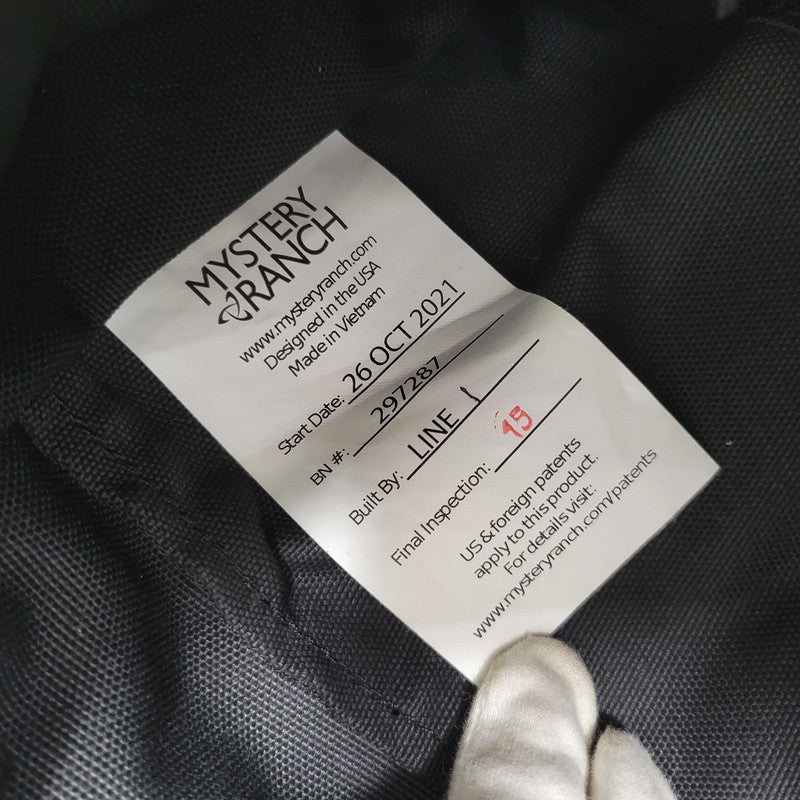 MYSTERY
RANCH
www.mysteryranch.com
Designed in the USA
Made in Vietnam
Start Date: 26 OCT 2021
BN #: 297287
Built By: LINE 1
Final Inspection: 15
US & foreign patents
apply to this product.
For details visit:
www.mysteryranch.com/patents